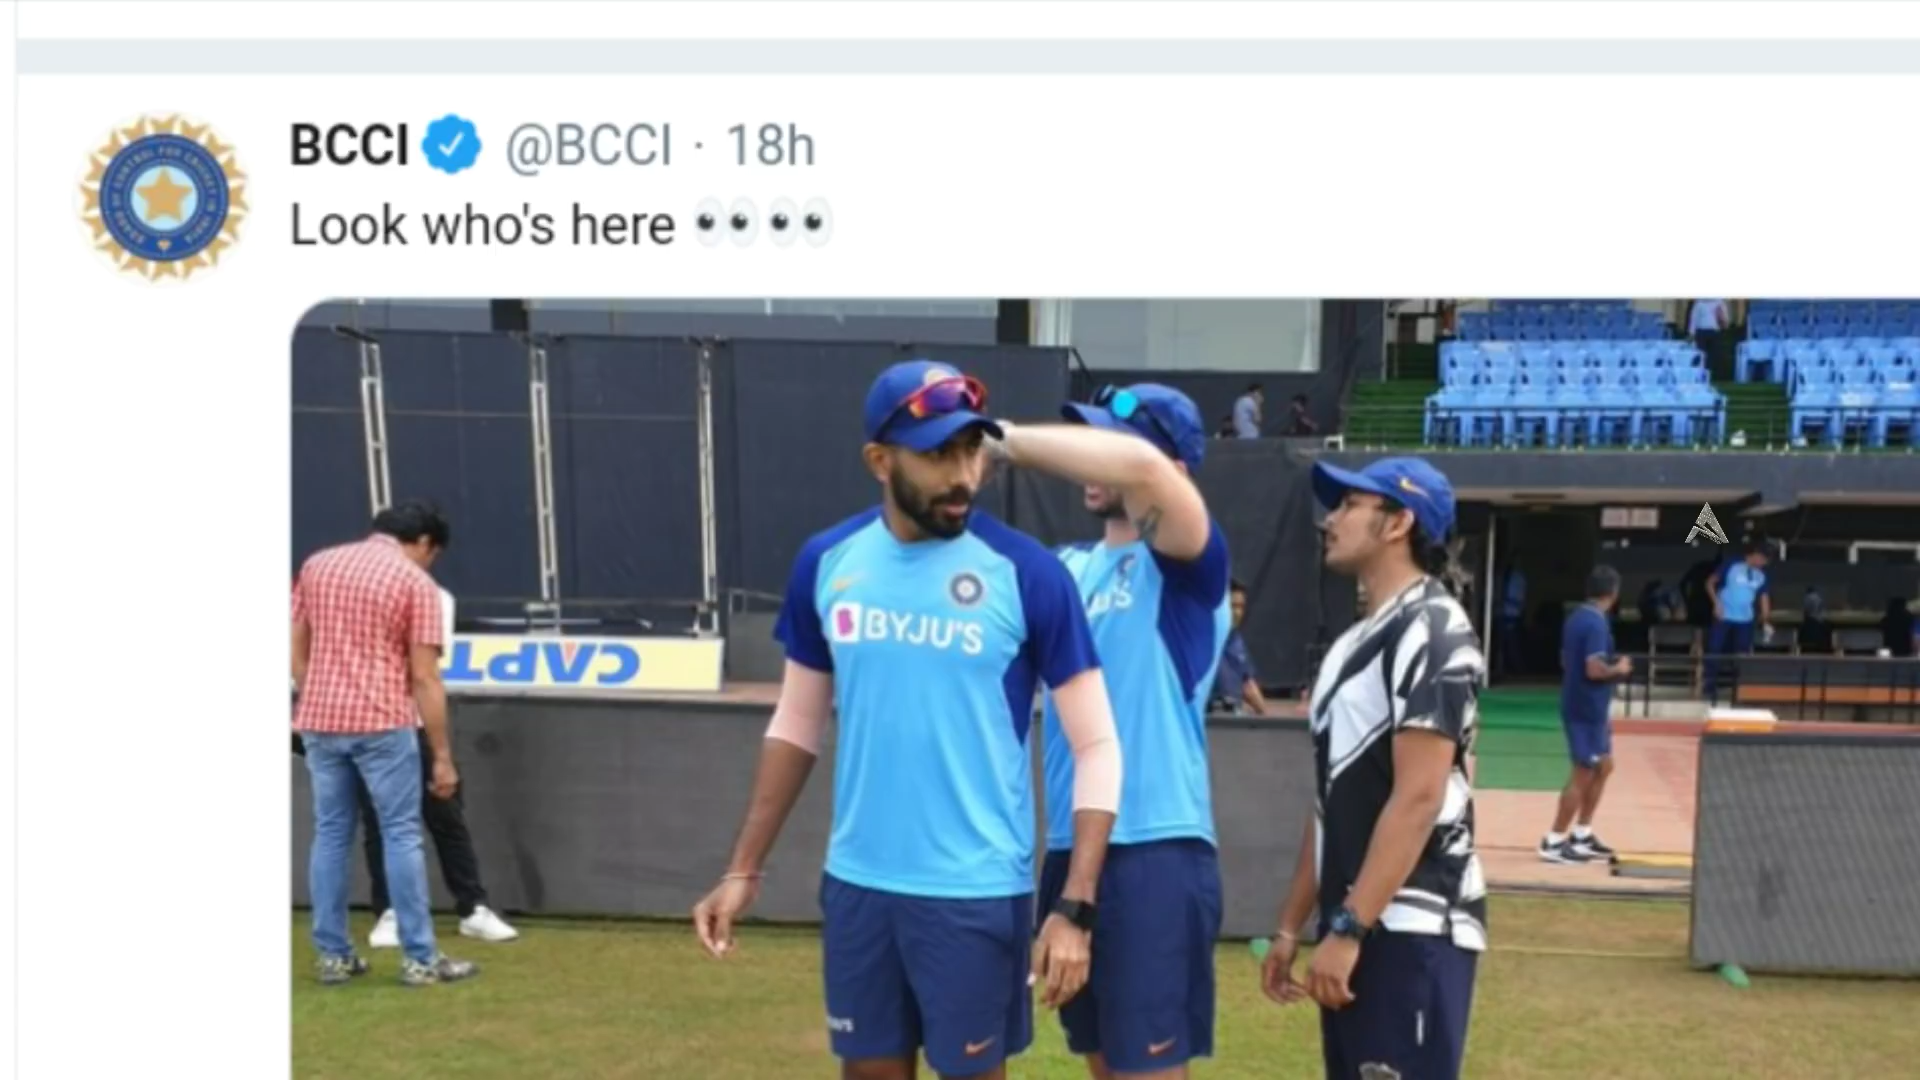 BCCI @BCCI · 18h
Look who's here 👀👀
BYJU'S
CAPT